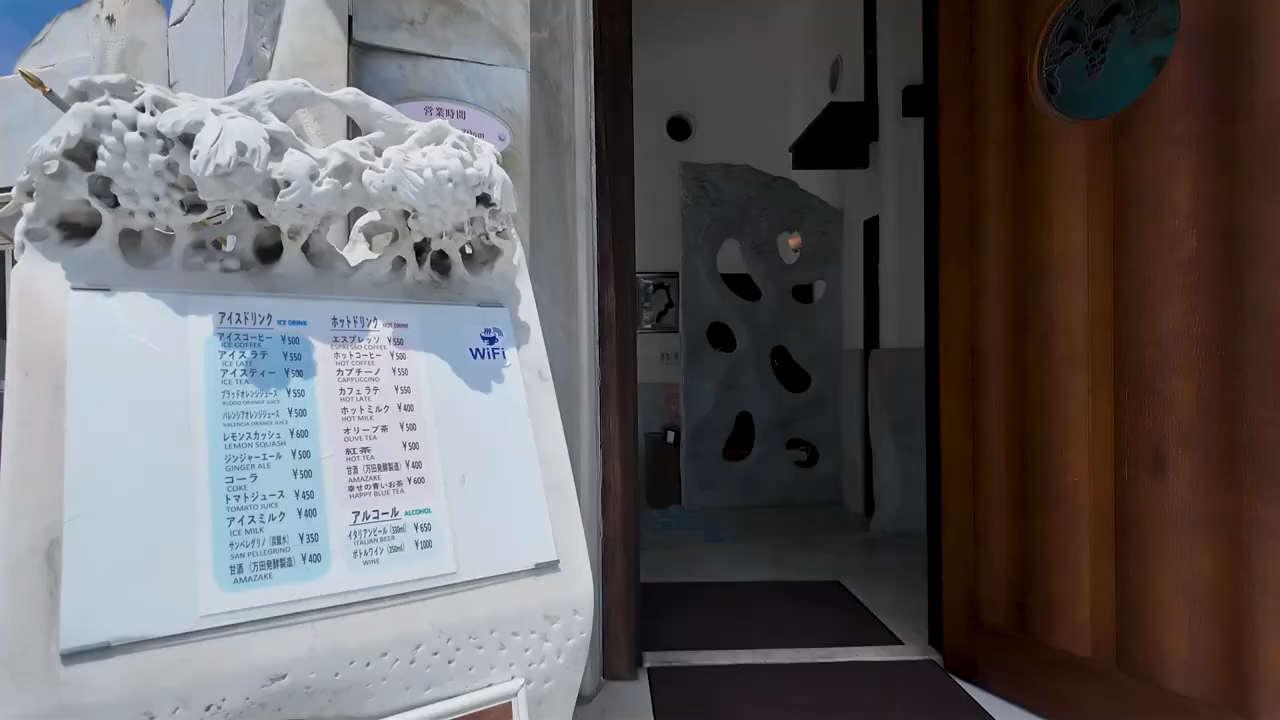 営業時間
アイスドリンク ICE DRINK
アイスコーヒー ¥500
ICE COFFEE
アイスラテ ¥550
ICE LATE
アイスティー ¥500
ICE TEA
ブラッドオレンジジュース ¥550
BLOOD ORANGE JUICE
バレンシアオレンジジュース ¥500
VALENCIA ORANGE JUICE
レモンスカッシュ ¥600
LEMON SQUASH
ジンジャーエール ¥500
GINGER ALE
コーラ ¥500
COKE
トマトジュース ¥450
TOMATO JUICE
アイスミルク ¥400
ICE MILK
サンペレグリノ（炭酸水） ¥350
SAN PELLEGRINO
甘酒（万田発酵製造） ¥400
AMAZAKE
ホットドリンク HOT DRINK
エスプレッソ ¥550
ESPRESSO COFFEE
ホットコーヒー ¥500
HOT COFFEE
カプチーノ ¥550
CAPPUCCINO
カフェラテ ¥550
HOT LATE
ホットミルク ¥400
HOT MILK
オリーブ茶 ¥500
OLIVE TEA
紅茶 ¥500
HOT TEA
甘酒（万田発酵製造） ¥400
AMAZAKE
幸せの青いお茶 ¥600
HAPPY BLUE TEA
アルコール ALCOHOL
イタリアンビール（330ml） ¥650
ITALIAN BEER
ボトルワイン（250ml） ¥1000
WINE
WiFi